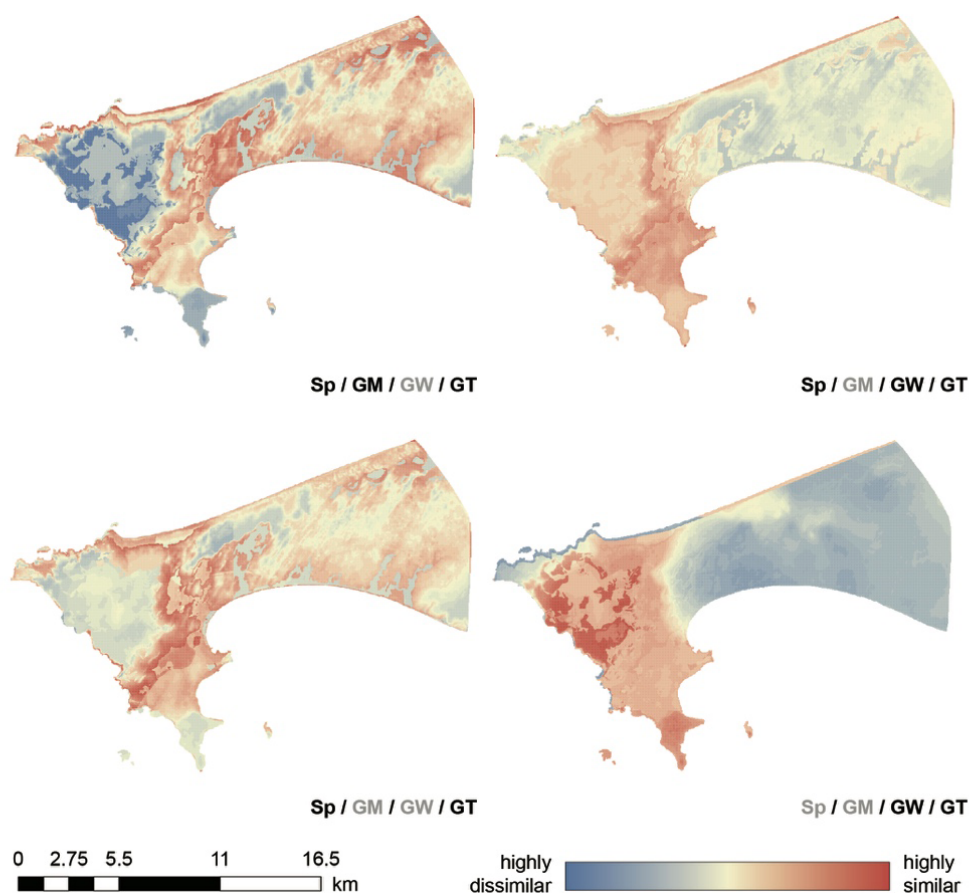 Sp / GM / GW / GT
Sp / GM / GW / GT
Sp / GM / GW / GT
Sp / GM / GW / GT
0 2.75 5.5 11 16.5
km
highly
dissimilar
highly
similar